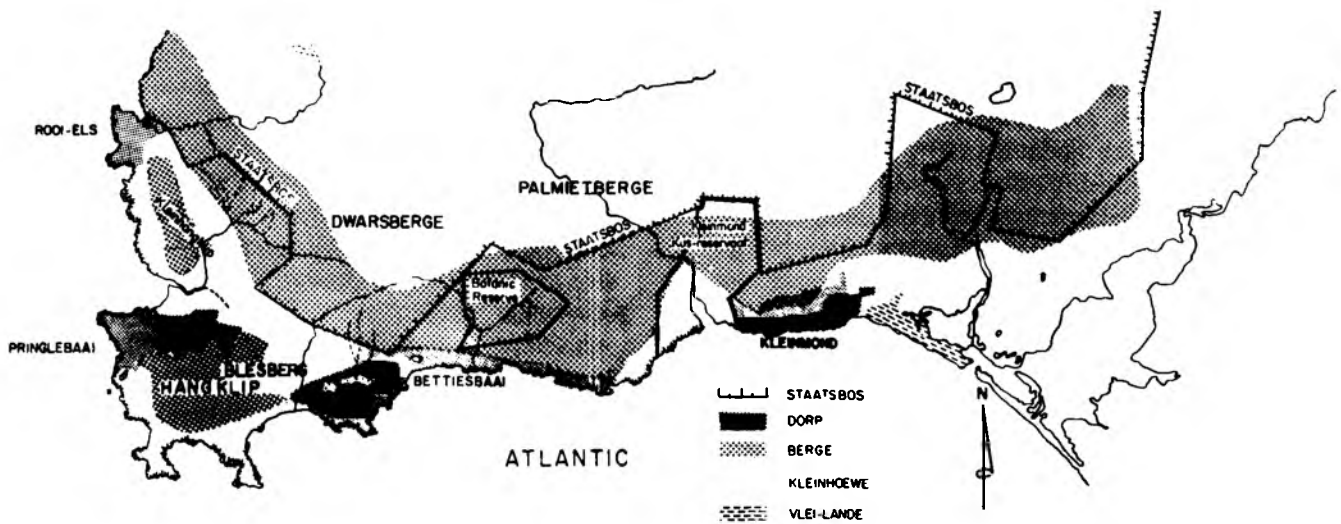 ROOI-ELS
STAATSBOS
DWARSBERGE
PALMIETBERGE
STAATSBOS
STAATSBOS
Kleinmond
Kus-reservaat
Botanic
Reserve
PRINGLEBAAI
BLESBERG
HANGKLIP
BETTIESBAAI
KLEINMOND
ATLANTIC
STAATSBOS
DORP
BERGE
KLEINHOEWE
VLEI-LANDE
N